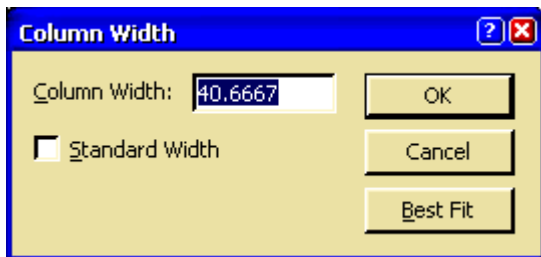 Column Width
Column Width: 40.6667
OK
Standard Width
Cancel
Best Fit